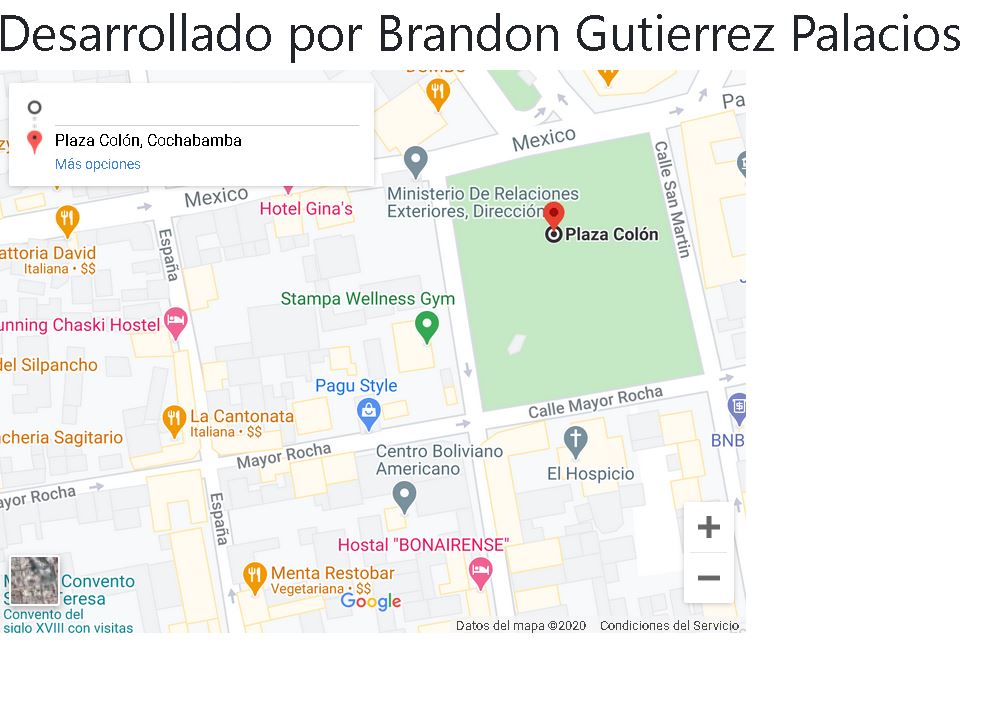 Desarrollado por Brandon Gutierrez Palacios
Plaza Colón, Cochabamba
Más opciones
Mexico
Mexico
Ministerio De Relaciones
Exteriores, Dirección
Hotel Gina's
Plaza Colón
Calle San Martin
España
attoria David
Italiana • $$
Stampa Wellness Gym
unning Chaski Hostel
del Silpancho
Pagu Style
Calle Mayor Rocha
La Cantonata
Italiana • $$
cheria Sagitario
BNB
Mayor Rocha
Centro Boliviano
Americano
El Hospicio
ayor Rocha
España
Hostal "BONAIRENSE"
Menta Restobar
Vegetariana • $$
Convento
eresa
Convento del
siglo XVIII con visitas
Google
Datos del mapa ©2020
Condiciones del Servicio